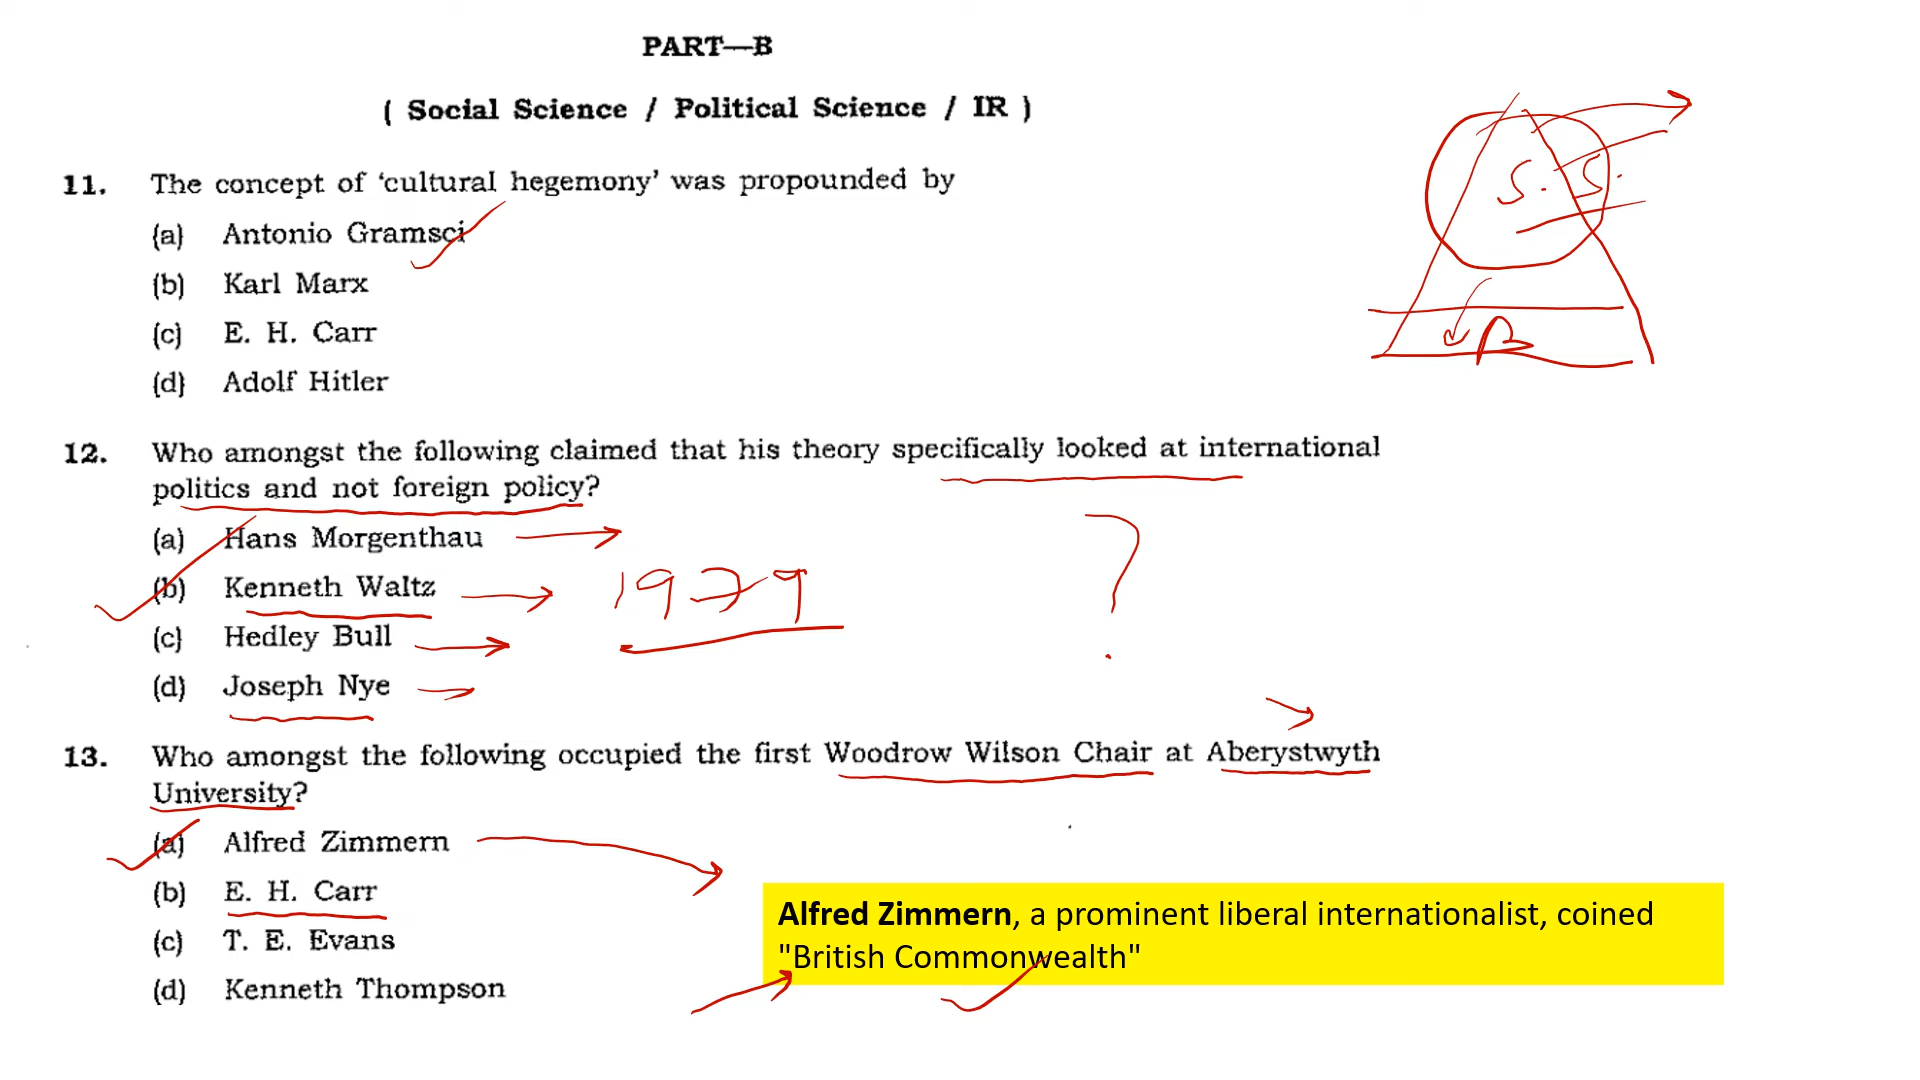 PART—B
( Social Science / Political Science / IR )
11. The concept of ‘cultural hegemony’ was propounded by
(a) Antonio Gramsci
(b) Karl Marx
(c) E. H. Carr
(d) Adolf Hitler
S. S.
B
12. Who amongst the following claimed that his theory specifically looked at international
politics and not foreign policy?
(a) Hans Morgenthau
(b) Kenneth Waltz
1979
?
(c) Hedley Bull
(d) Joseph Nye
13. Who amongst the following occupied the first Woodrow Wilson Chair at Aberystwyth
University?
(a) Alfred Zimmern
(b) E. H. Carr
(c) T. E. Evans
(d) Kenneth Thompson
Alfred Zimmern, a prominent liberal internationalist, coined
"British Commonwealth"